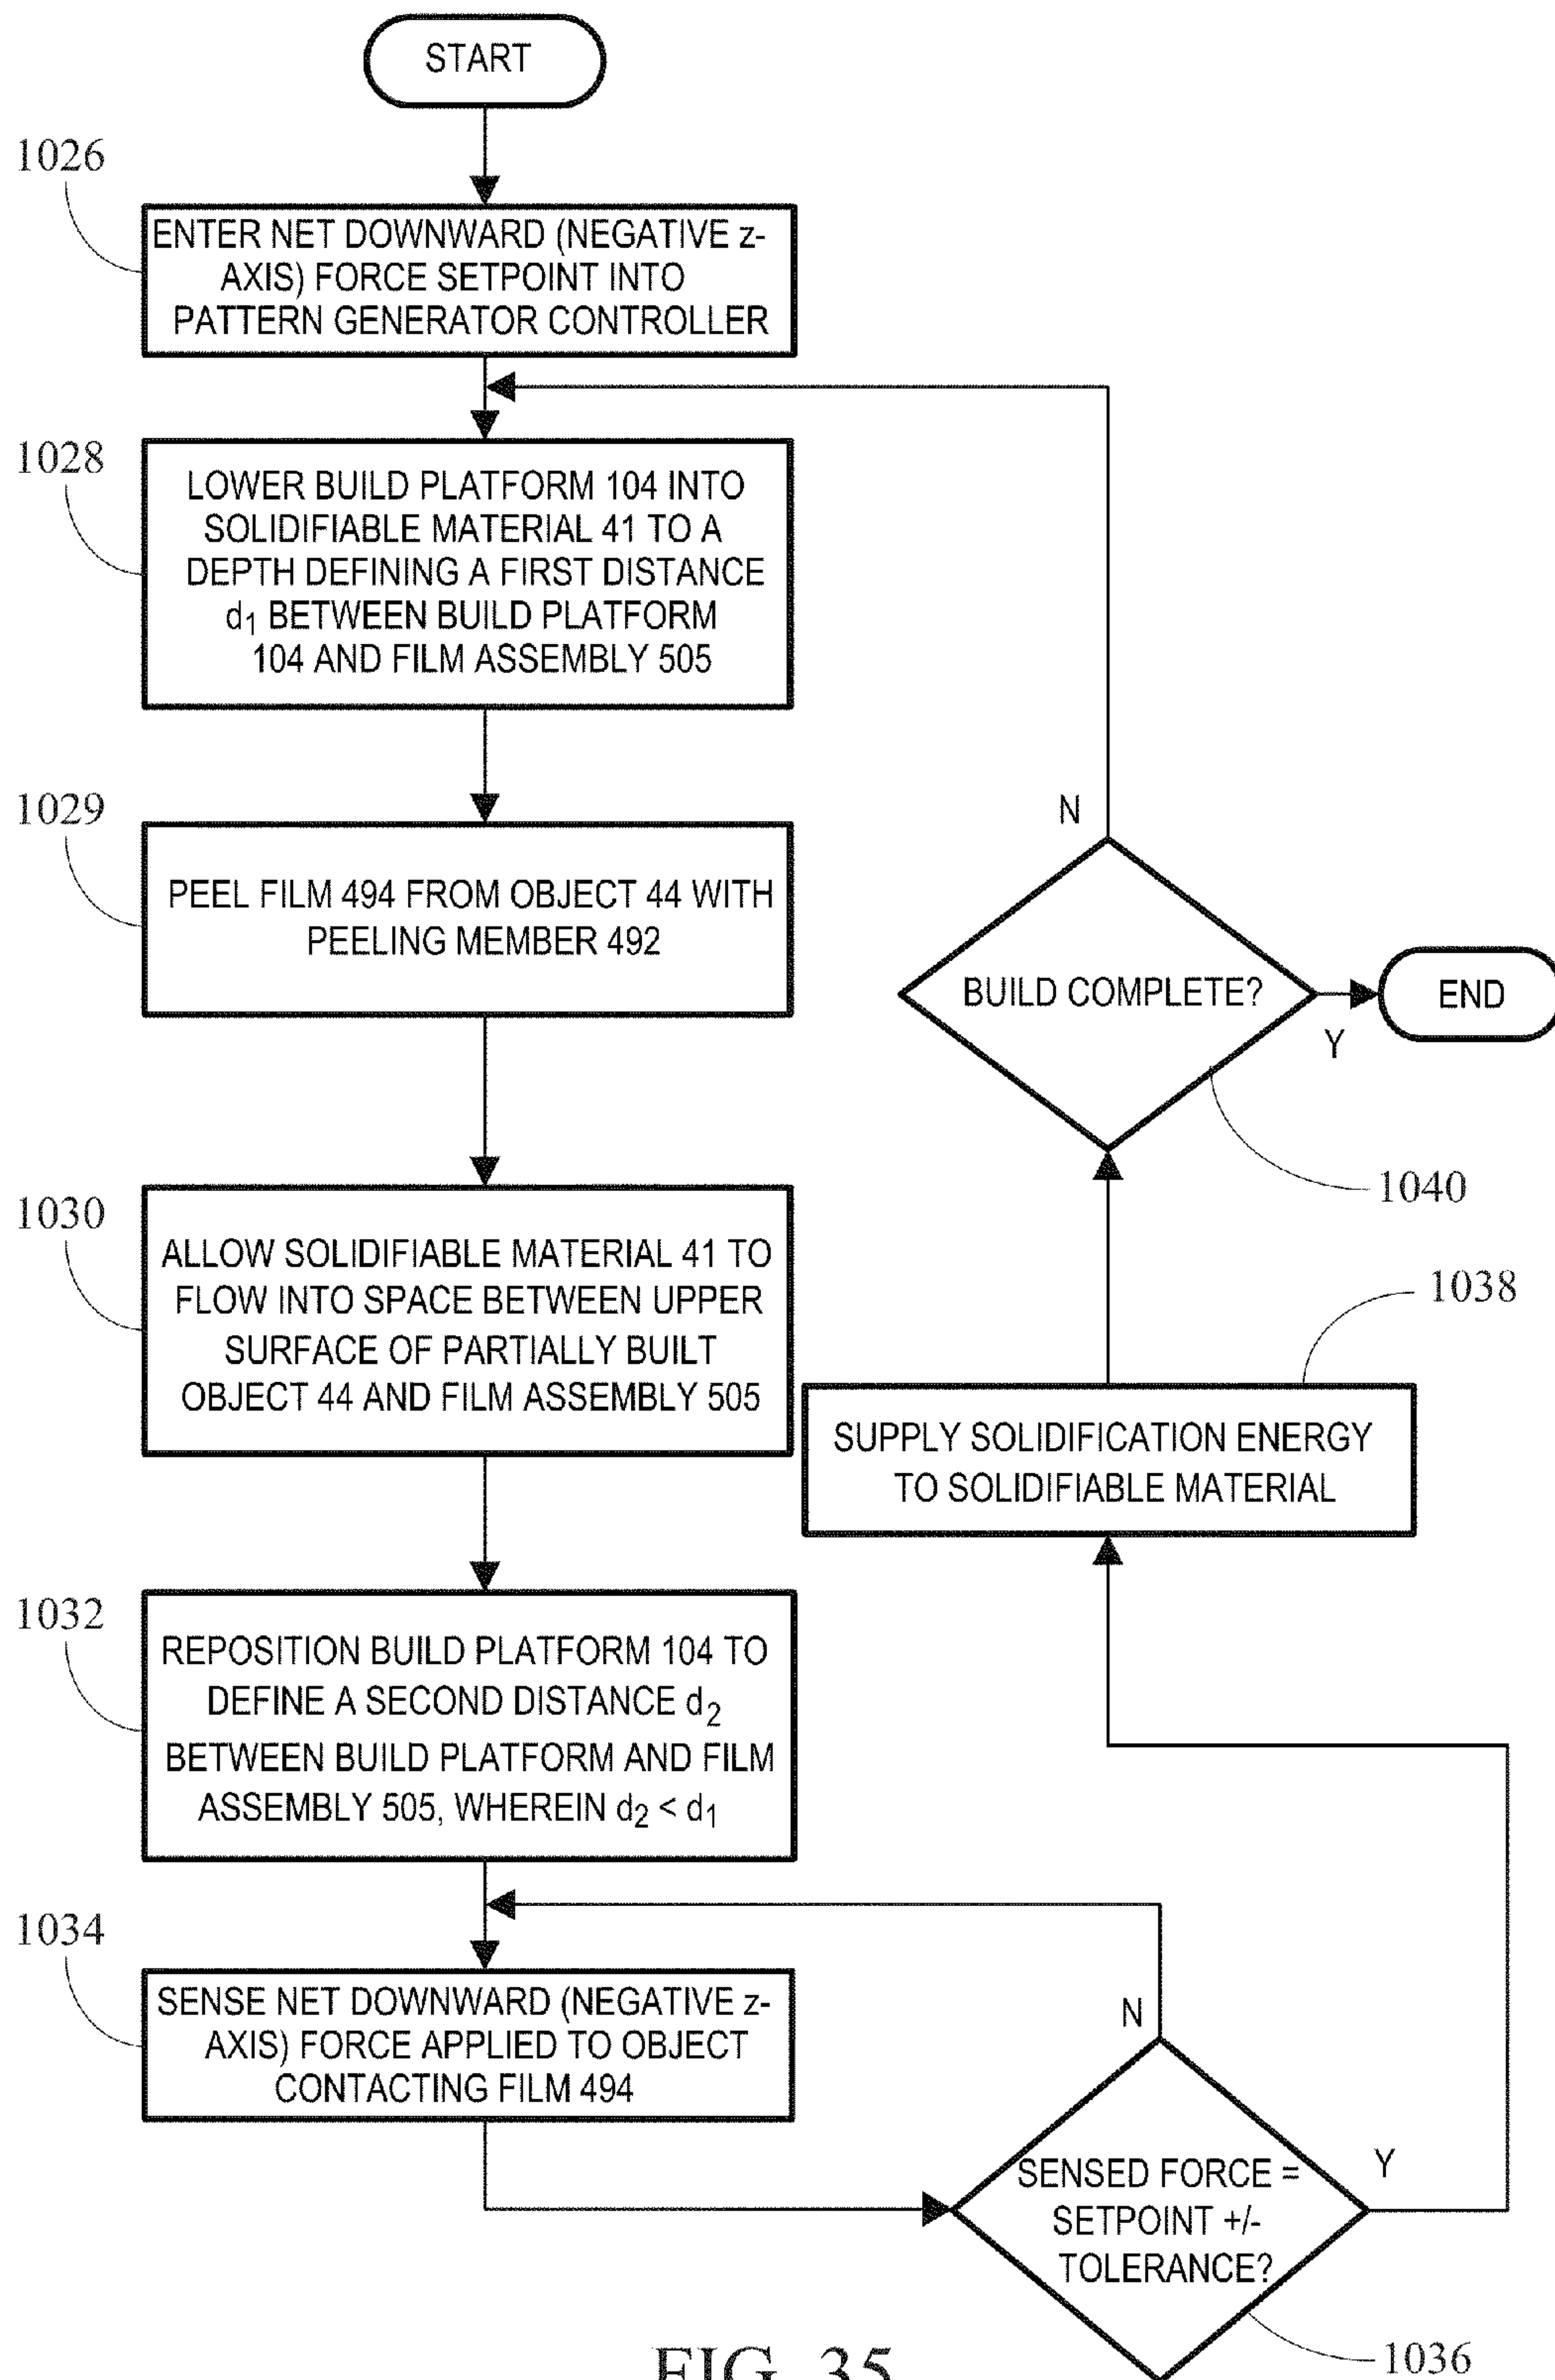 START
1026
ENTER NET DOWNWARD (NEGATIVE z-
AXIS) FORCE SETPOINT INTO
PATTERN GENERATOR CONTROLLER
1028
LOWER BUILD PLATFORM 104 INTO
SOLIDIFIABLE MATERIAL 41 TO A
DEPTH DEFINING A FIRST DISTANCE
d1 BETWEEN BUILD PLATFORM
104 AND FILM ASSEMBLY 505
1029
PEEL FILM 494 FROM OBJECT 44 WITH
PEELING MEMBER 492
1030
ALLOW SOLIDIFIABLE MATERIAL 41 TO
FLOW INTO SPACE BETWEEN UPPER
SURFACE OF PARTIALLY BUILT
OBJECT 44 AND FILM ASSEMBLY 505
1032
REPOSITION BUILD PLATFORM 104 TO
DEFINE A SECOND DISTANCE d2
BETWEEN BUILD PLATFORM AND FILM
ASSEMBLY 505, WHEREIN d2 < d1
1034
SENSE NET DOWNWARD (NEGATIVE z-
AXIS) FORCE APPLIED TO OBJECT
CONTACTING FILM 494
N
SENSED FORCE =
SETPOINT +/-
TOLERANCE?
Y
1036
1038
SUPPLY SOLIDIFICATION ENERGY
TO SOLIDIFIABLE MATERIAL
N
BUILD COMPLETE?
Y
END
1040
FIG. 35